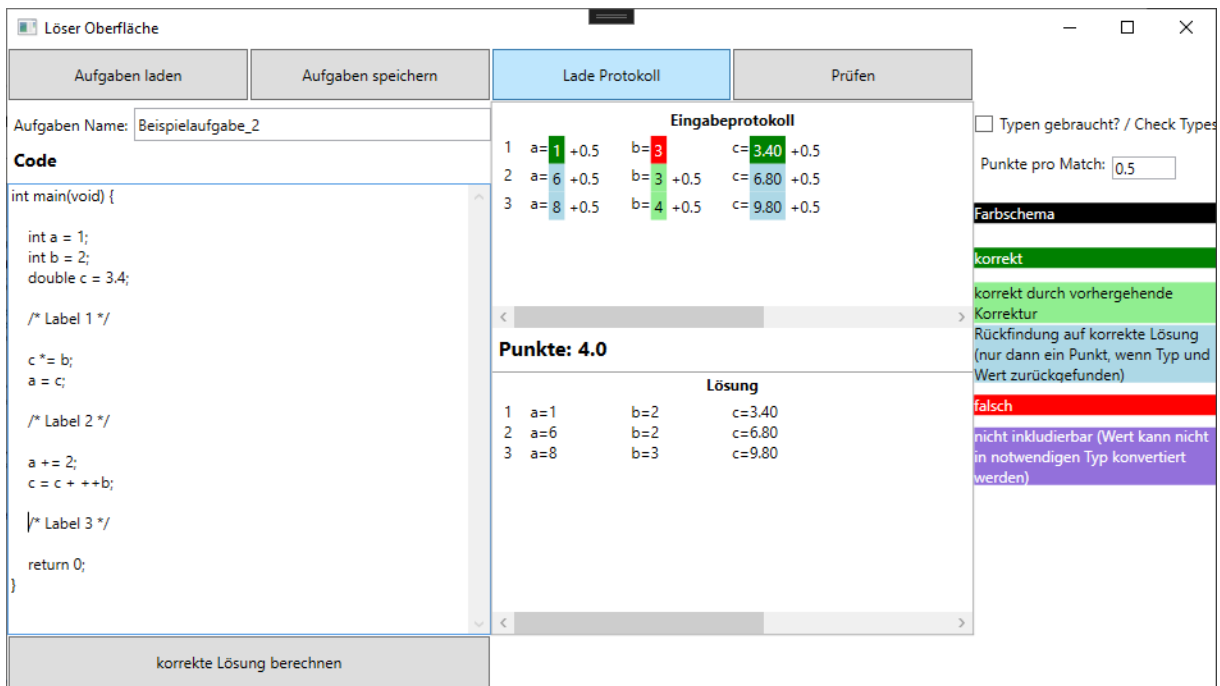 Löser Oberfläche
Aufgaben laden
Aufgaben speichern
Lade Protokoll
Prüfen
Aufgaben Name: Beispielaufgabe_2
Code
int main(void) {
int a = 1;
int b = 2;
double c = 3.4;
/* Label 1 */
c *= b;
a = c;
/* Label 2 */
a += 2;
c = c + ++b;
/* Label 3 */
return 0;
}
korrekte Lösung berechnen
Eingabeprotokoll
1 a= 1 +0.5 b= 3 c= 3.40 +0.5
2 a= 6 +0.5 b= 3 +0.5 c= 6.80 +0.5
3 a= 8 +0.5 b= 4 +0.5 c= 9.80 +0.5
Punkte: 4.0
Lösung
1 a=1 b=2 c=3.40
2 a=6 b=2 c=6.80
3 a=8 b=3 c=9.80
Typen gebraucht? / Check Types
Punkte pro Match: 0.5
Farbschema
korrekt
korrekt durch vorhergehende
Korrektur
Rückfindung auf korrekte Lösung
(nur dann ein Punkt, wenn Typ und
Wert zurückgefunden)
falsch
nicht inkludierbar (Wert kann nicht
in notwendigen Typ konvertiert
werden)